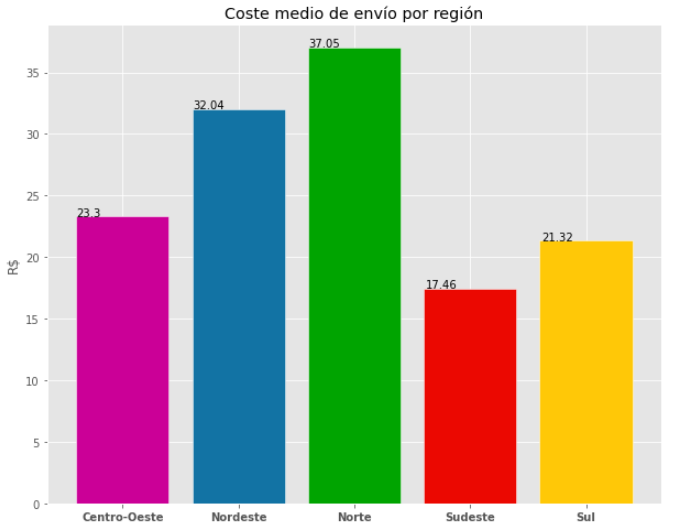 Coste medio de envío por región
R$
35
30
25
20
15
10
5
0
23.3
32.04
37.05
17.46
21.32
Centro-Oeste
Nordeste
Norte
Sudeste
Sul